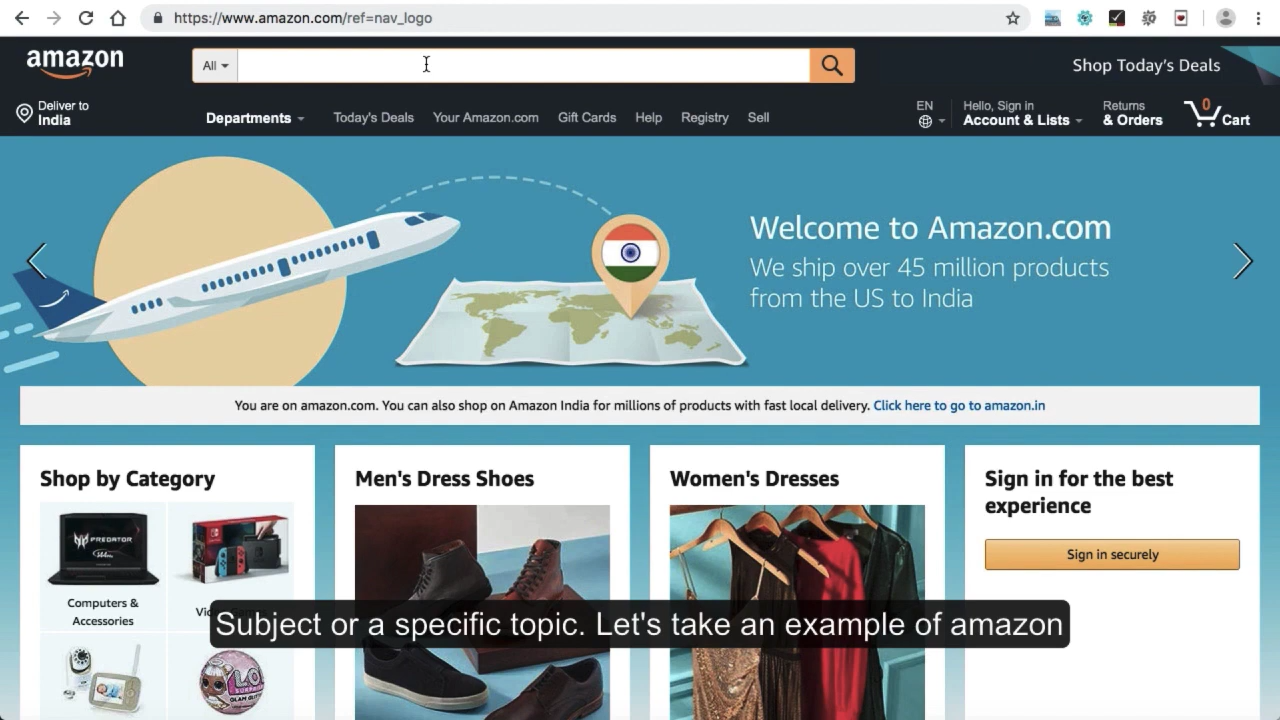 https://www.amazon.com/ref=nav_logo
amazon
All
Shop Today's Deals
Deliver to
India
Departments
Today's Deals
Your Amazon.com
Gift Cards
Help
Registry
Sell
EN
Hello, Sign in
Account & Lists
Returns
& Orders
0
Cart
Welcome to Amazon.com
We ship over 45 million products
from the US to India
You are on amazon.com. You can also shop on Amazon India for millions of products with fast local delivery. Click here to go to amazon.in
Shop by Category
PREDATOR
Computers &
Accessories
Men's Dress Shoes
Women's Dresses
Sign in for the best
experience
Sign in securely
Subject or a specific topic. Let's take an example of amazon